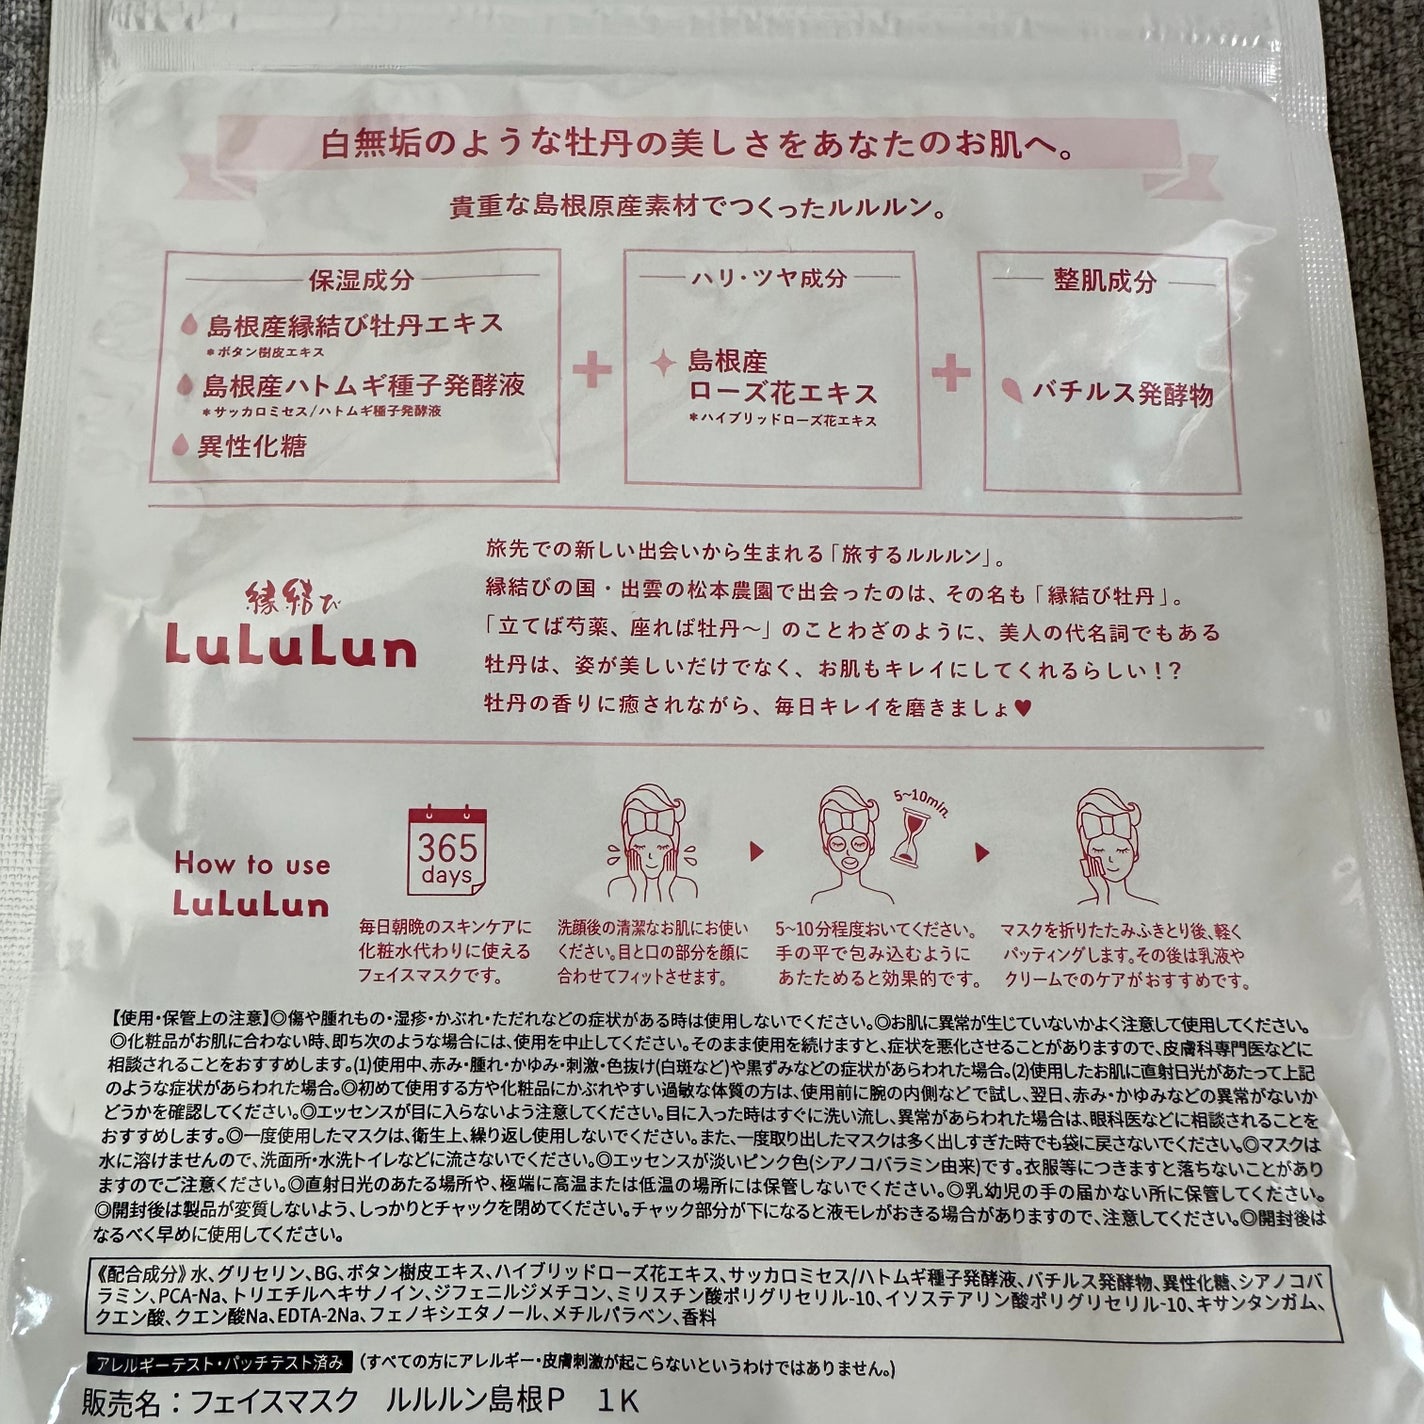 白無垢のような牡丹の美しさをあなたのお肌へ。
貴重な島根原産素材でつくったルルルン。
保湿成分
島根産縁結び牡丹エキス
*ボタン樹皮エキス
島根産ハトムギ種子発酵液
*サッカロミセス/ハトムギ種子発酵液
異性化糖
+
ハリ・ツヤ成分
島根産
ローズ花エキス
*ハイブリッドローズ花エキス
+
整肌成分
バチルス発酵物
縁結び
LuLuLun
旅先での新しい出会いから生まれる「旅するルルルン」。
縁結びの国・出雲の松本農園で出会ったのは、その名も「縁結び牡丹」。
「立てば芍薬、座れば牡丹〜」のことわざのように、美人の代名詞でもある
牡丹は、姿が美しいだけでなく、お肌もキレイにしてくれるらしい!?
牡丹の香りに癒されながら、毎日キレイを磨きましょ♥
How to use
LuLuLun
365
days
毎日朝晩のスキンケアに
化粧水代わりに使える
フェイスマスクです。
洗顔後の清潔なお肌にお使い
ください。目と口の部分を顔に
合わせてフィットさせます。
5~10min.
5~10分程度おいてください。
手の平で包み込むように
あたためると効果的です。
マスクを折りたたみふきとり後、軽く
パッティングします。その後は乳液や
クリームでのケアがおすすめです。
【使用・保管上の注意】◎傷や腫れもの・湿疹・かぶれ・ただれなどの症状がある時は使用しないでください。◎お肌に異常が生じていないかよく注意して使用してください。
◎化粧品がお肌に合わない時、即ち次のような場合には、使用を中止してください。そのまま使用を続けますと、症状を悪化させることがありますので、皮膚科専門医などに
相談されることをおすすめします。(1)使用中、赤み・腫れ・かゆみ・刺激・色抜け(白斑など)や黒ずみなどの症状があらわれた場合。(2)使用したお肌に直射日光があたって上記
のような症状があらわれた場合。◎初めて使用する方や化粧品にかぶれやすい過敏な体質の方は、使用前に腕の内側などで試し、翌日、赤み・かゆみなどの異常がないか
どうかを確認してください。◎エッセンスが目に入らないよう注意してください。目に入った時はすぐに洗い流し、異常があらわれた場合は、眼科医などに相談されることを
おすすめします。◎一度使用したマスクは、衛生上、繰り返し使用しないでください。また、一度取り出したマスクは多く出しすぎた時でも袋に戻さないでください。◎マスクは
水に溶けませんので、洗面所・水洗トイレなどに流さないでください。◎エッセンスが淡いピンク色(シアノコバラミン由来)です。衣服等につきますと落ちないことがあり
ますのでご注意ください。◎直射日光のあたる場所や、極端に高温または低温の場所には保管しないでください。◎乳幼児の手の届かない所に保管してください。
◎開封後は製品が変質しないよう、しっかりとチャックを閉めてください。チャック部分が下になると液モレがおきる場合がありますので、注意してください。◎開封後は
なるべく早めに使用してください。
《配合成分》水、グリセリン、BG、ボタン樹皮エキス、ハイブリッドローズ花エキス、サッカロミセス/ハトムギ種子発酵液、バチルス発酵物、異性化糖、シアノコバ
ラミン、PCA-Na、トリエチルヘキサノイン、ジフェニルジメチコン、ミリスチン酸ポリグリセリル-10、イソステアリン酸ポリグリセリル-10、キサンタンガム、
クエン酸、クエン酸Na、EDTA-2Na、フェノキシエタノール、メチルパラベン、香料
アレルギーテスト・パッチテスト済み (すべての方にアレルギー・皮膚刺激が起こらないというわけではありません。)
販売名：フェイスマスク ルルルン島根P 1K